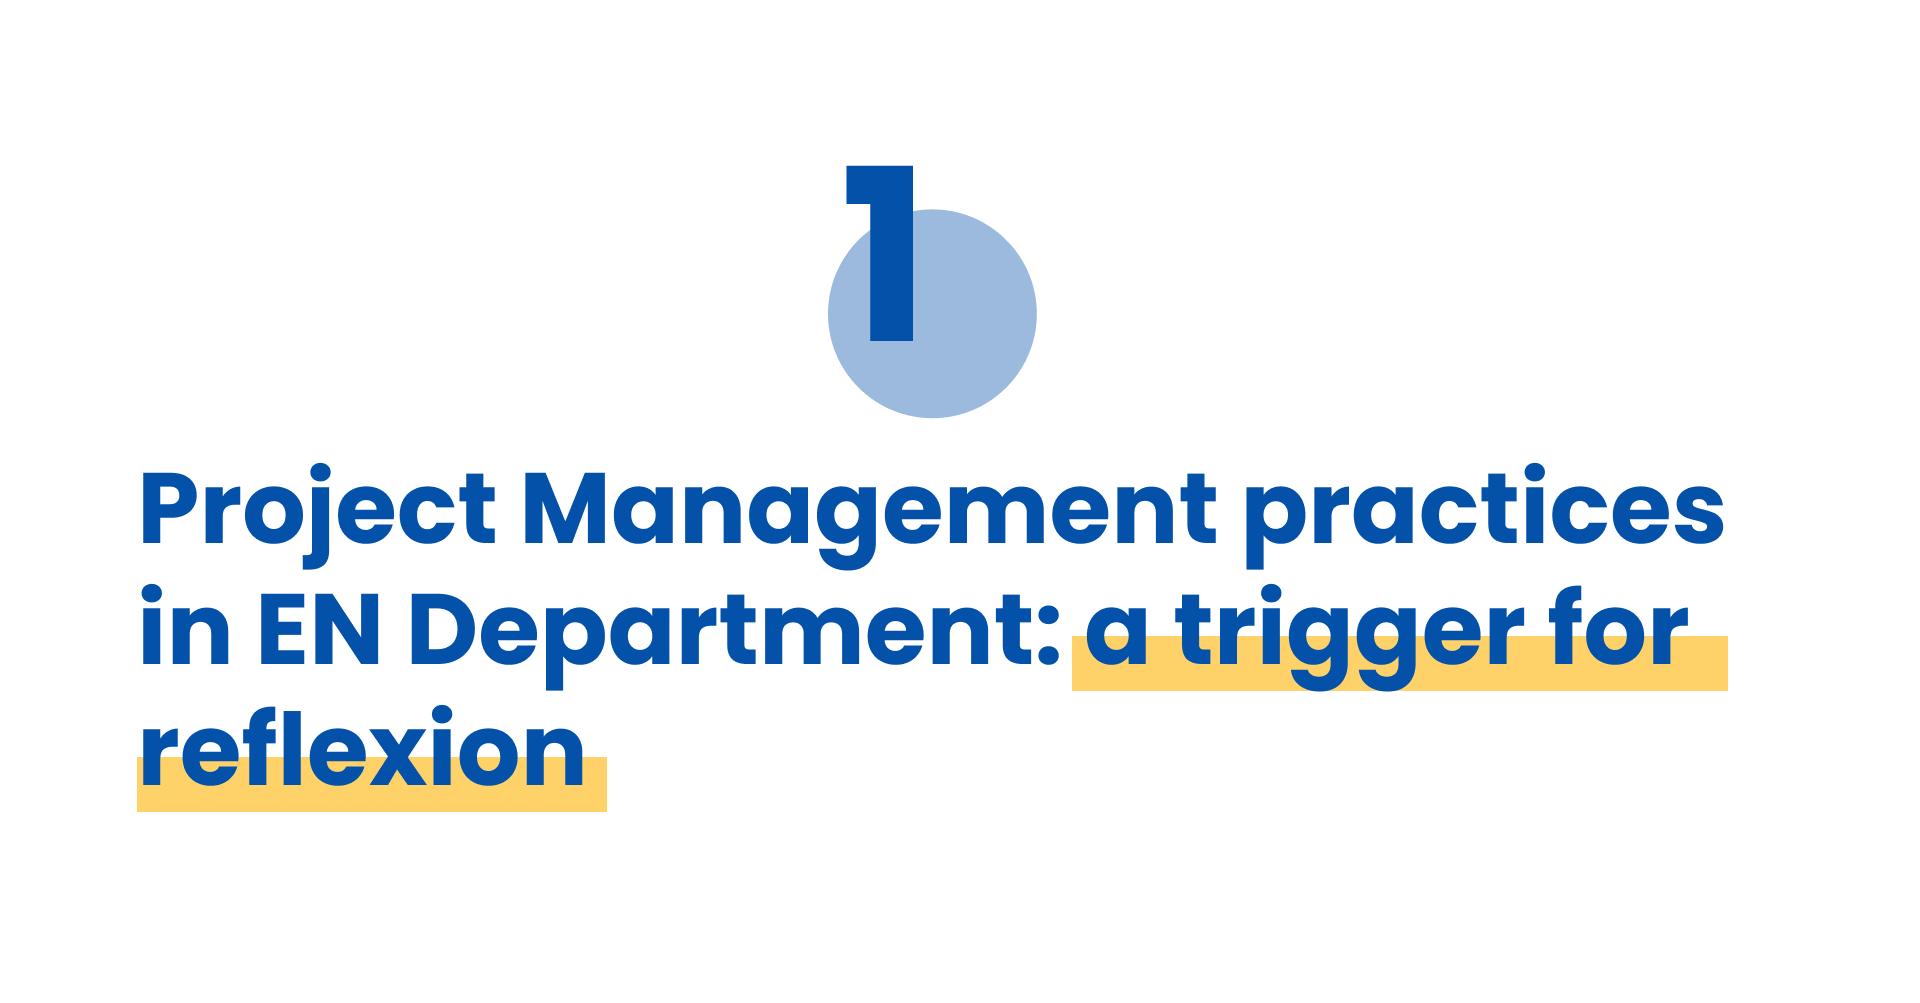 1
Project Management practices
in EN Department: a trigger for
reflexion